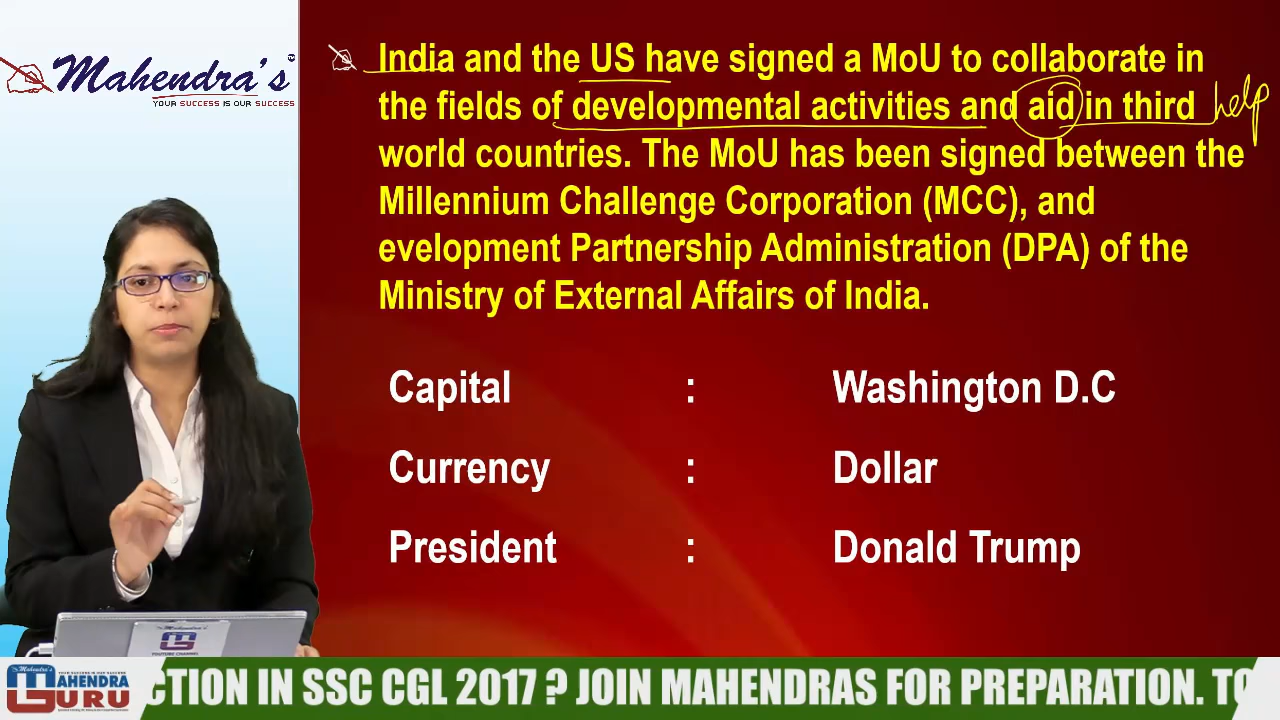 Mahendra's
YOUR SUCCESS IS OUR SUCCESS
India and the US have signed a MoU to collaborate in
the fields of developmental activities and aid in third help
world countries. The MoU has been signed between the
Millennium Challenge Corporation (MCC), and
evelopment Partnership Administration (DPA) of the
Ministry of External Affairs of India.
Capital : Washington D.C
Currency : Dollar
President : Donald Trump
YOUTUBE CHANNEL
Mahendra's
MAHENDRA
GURU
CTION IN SSC CGL 2017 ? JOIN MAHENDRAS FOR PREPARATION. TO